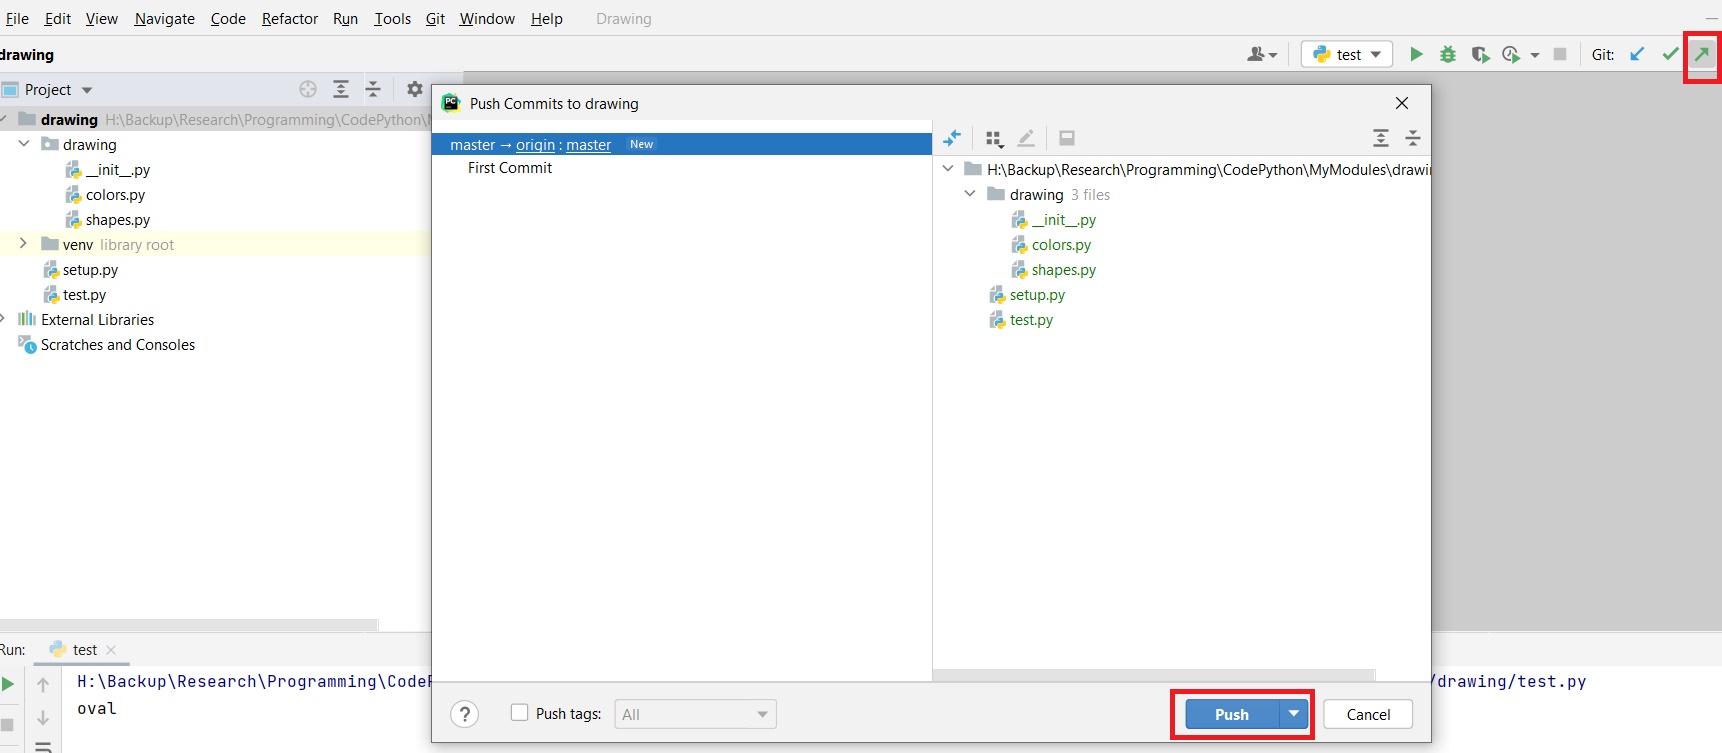 File Edit View Navigate Code Refactor Run Tools Git Window Help Drawing
drawing
test Git:
Project
drawing H:\Backup\Research\Programming\CodePython\
drawing
__init__.py
colors.py
shapes.py
venv library root
setup.py
test.py
External Libraries
Scratches and Consoles
PC Push Commits to drawing
master → origin : master New
First Commit
H:\Backup\Research\Programming\CodePython\MyModules\drawi
drawing 3 files
__init__.py
colors.py
shapes.py
setup.py
test.py
? Push tags: All Push Cancel
Run: test
H:\Backup\Research\Programming\Code /drawing/test.py
oval